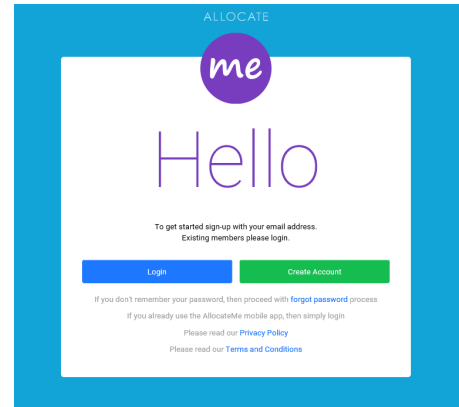 ALLOCATE
me
Hello
To get started sign-up with your email address.
Existing members please login.
Login
Create Account
If you don't remember your password, then proceed with forgot password process
If you already use the AllocateMe mobile app, then simply login
Please read our Privacy Policy
Please read our Terms and Conditions